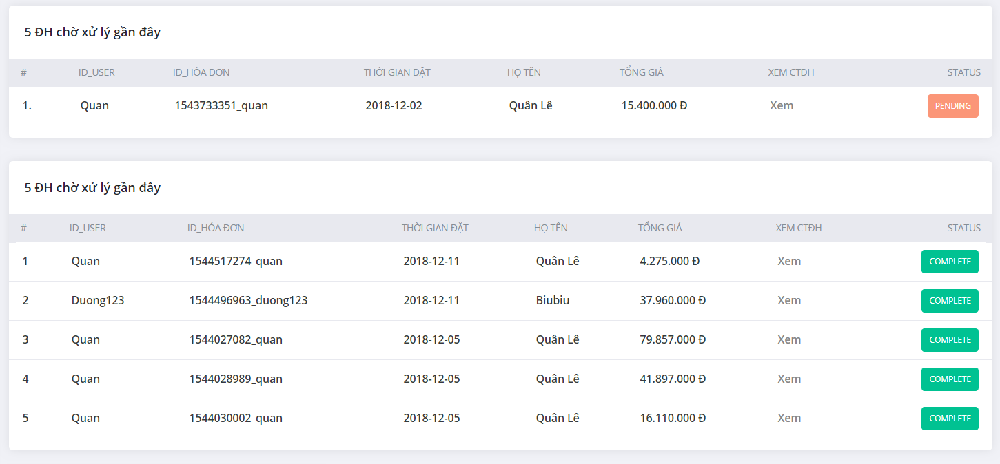 5 ĐH chờ xử lý gần đây
# ID_USER ID_HÓA ĐƠN THỜI GIAN ĐẶT HỌ TÊN TỔNG GIÁ XEM CTĐH STATUS
1. Quan 1543733351_quan 2018-12-02 Quân Lê 15.400.000 Đ Xem PENDING
5 ĐH chờ xử lý gần đây
# ID_USER ID_HÓA ĐƠN THỜI GIAN ĐẶT HỌ TÊN TỔNG GIÁ XEM CTĐH STATUS
1 Quan 1544517274_quan 2018-12-11 Quân Lê 4.275.000 Đ Xem COMPLETE
2 Duong123 1544496963_duong123 2018-12-11 Biubiu 37.960.000 Đ Xem COMPLETE
3 Quan 1544027082_quan 2018-12-05 Quân Lê 79.857.000 Đ Xem COMPLETE
4 Quan 1544028989_quan 2018-12-05 Quân Lê 41.897.000 Đ Xem COMPLETE
5 Quan 1544030002_quan 2018-12-05 Quân Lê 16.110.000 Đ Xem COMPLETE